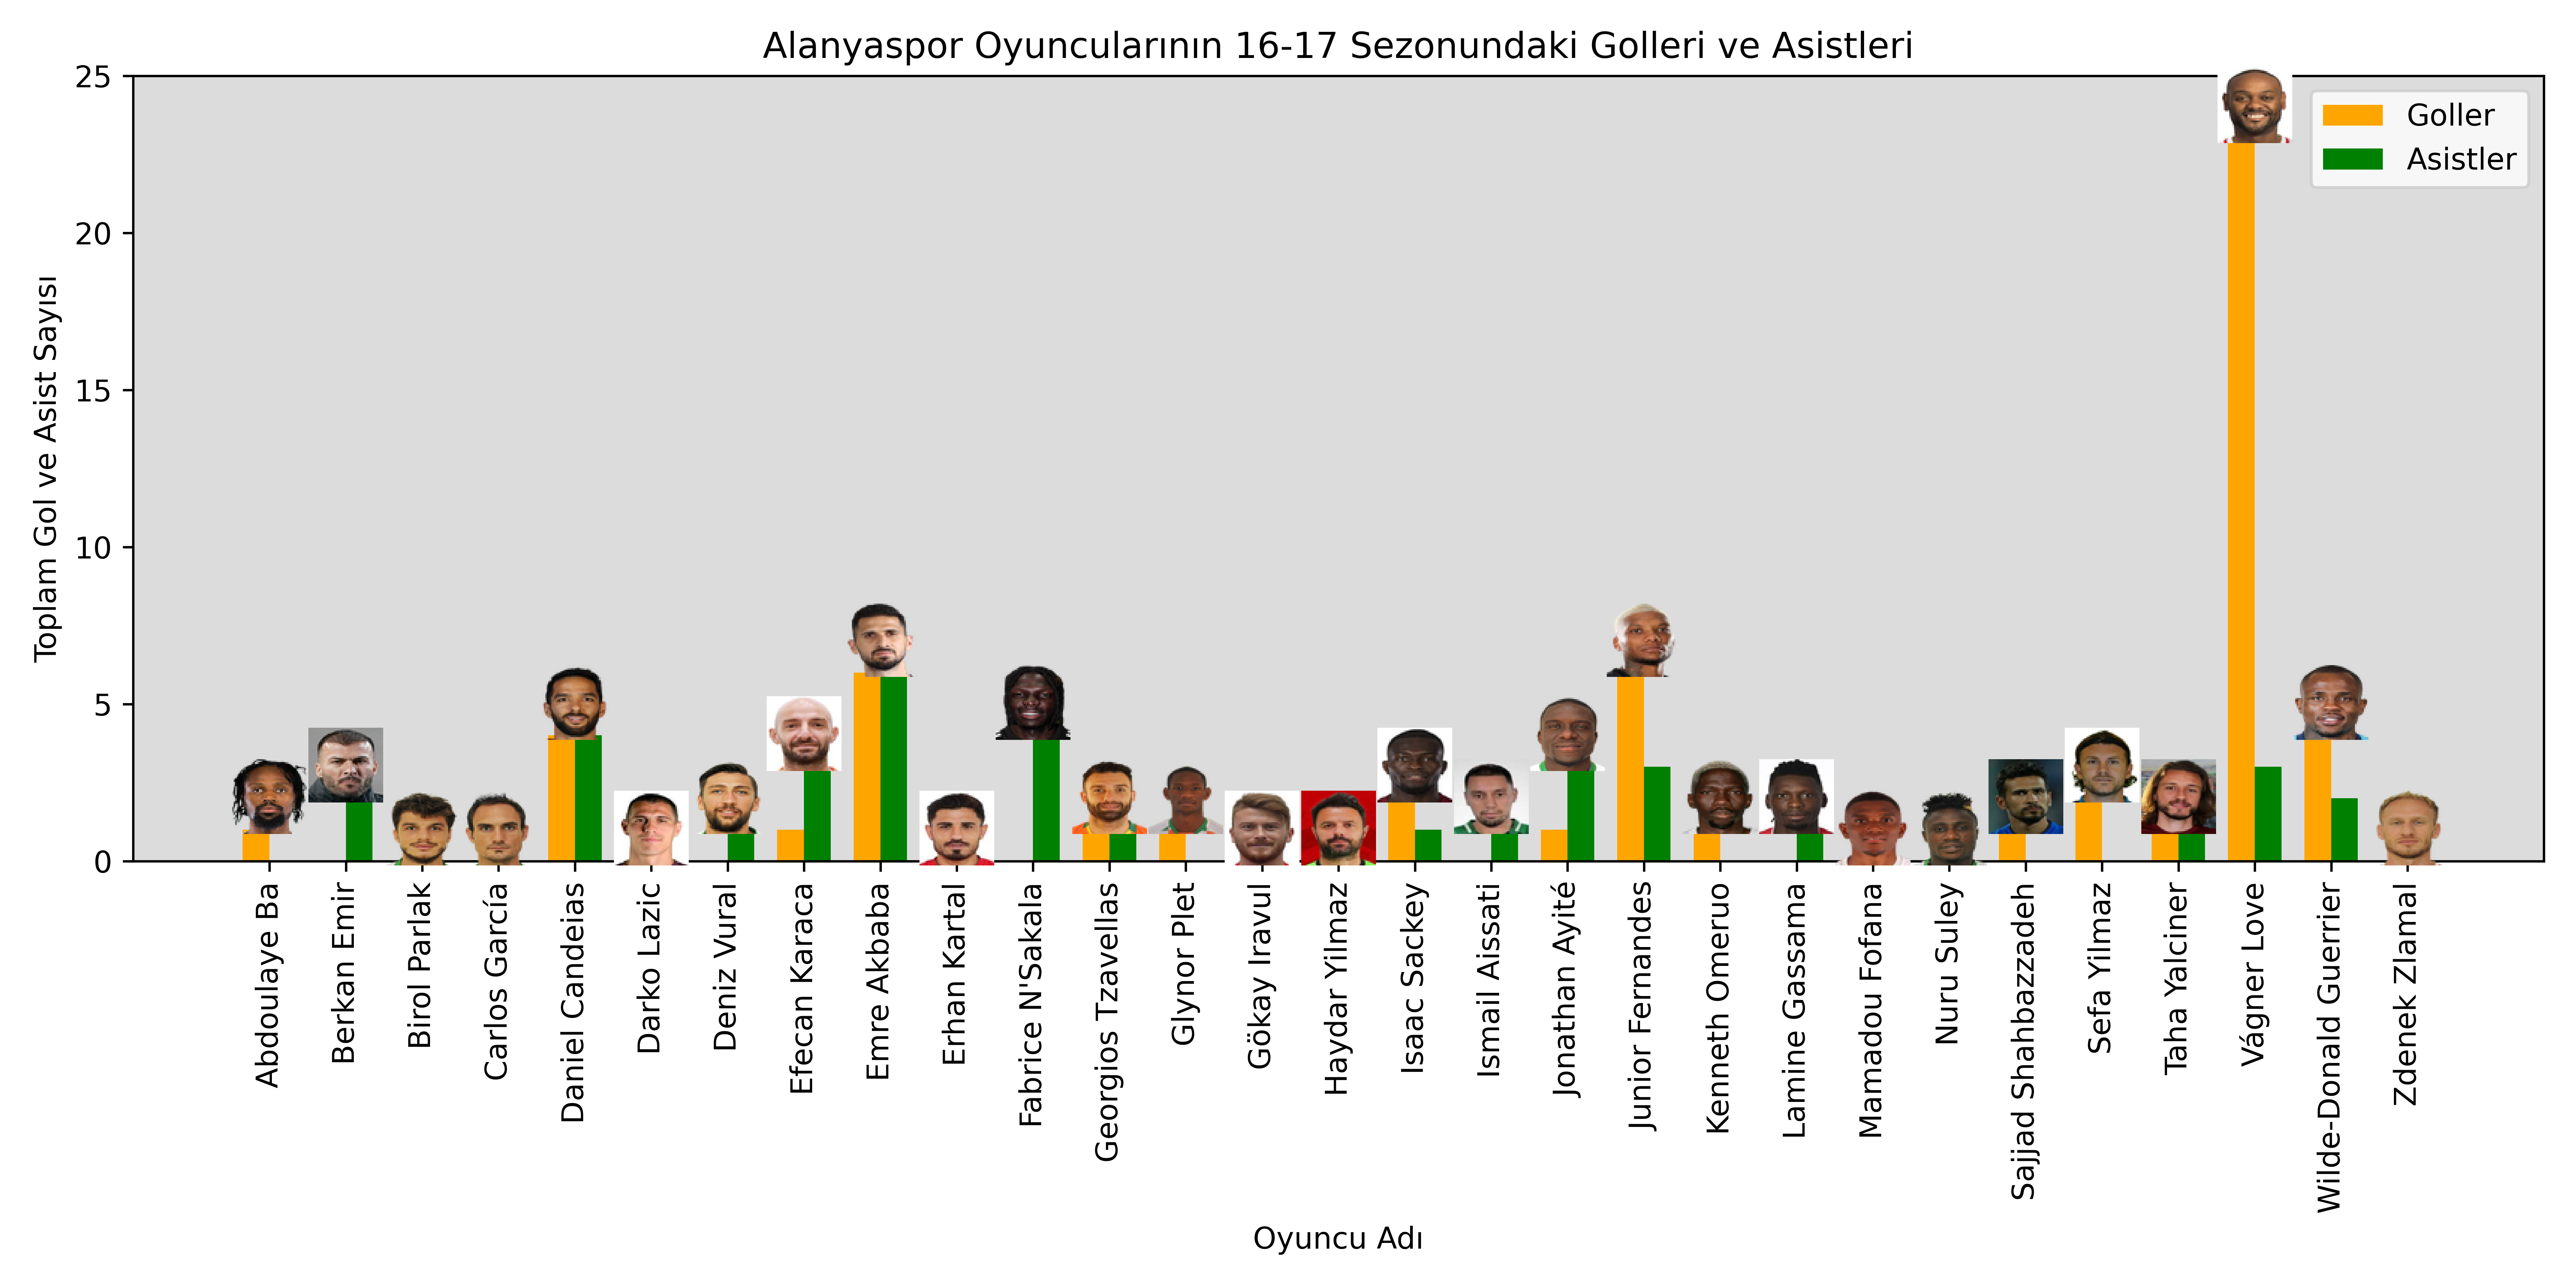 Alanyaspor Oyuncularının 16-17 Sezonundaki Golleri ve Asistleri
Toplam Gol ve Asist Sayısı
25
20
15
10
5
0
Goller
Asistler
Abdoulaye Ba
Berkan Emir
Birol Parlak
Carlos García
Daniel Candeias
Darko Lazic
Deniz Vural
Efecan Karaca
Emre Akbaba
Erhan Kartal
Fabrice N'Sakala
Georgios Tzavellas
Glynor Plet
Gökay Iravul
Haydar Yilmaz
Isaac Sackey
Ismail Aissati
Jonathan Ayité
Junior Fernandes
Kenneth Omeruo
Lamine Gassama
Mamadou Fofana
Nuru Suley
Sajjad Shahbazzadeh
Sefa Yilmaz
Taha Yalciner
Vágner Love
Wilde-Donald Guerrier
Zdenek Zlamal
Oyuncu Adı